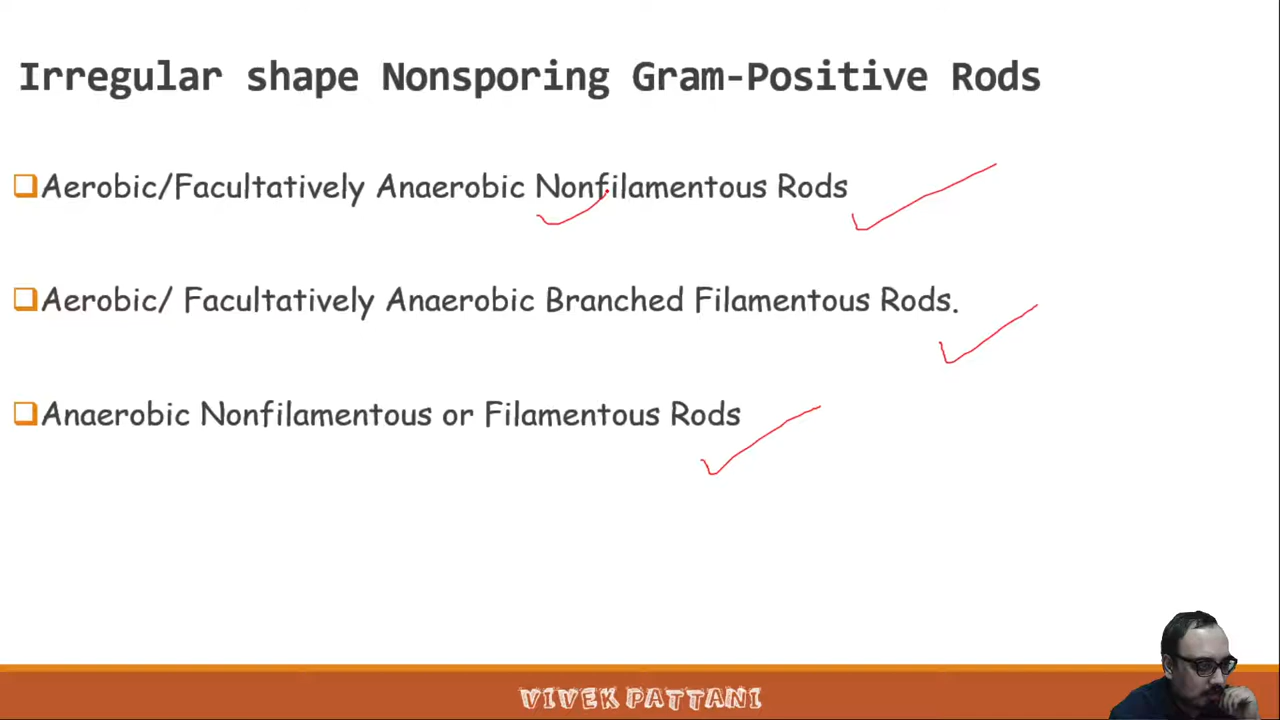 Irregular shape Nonsporing Gram-Positive Rods
Aerobic/Facultatively Anaerobic Nonfilamentous Rods
Aerobic/ Facultatively Anaerobic Branched Filamentous Rods.
Anaerobic Nonfilamentous or Filamentous Rods
VIVEK PATTANI